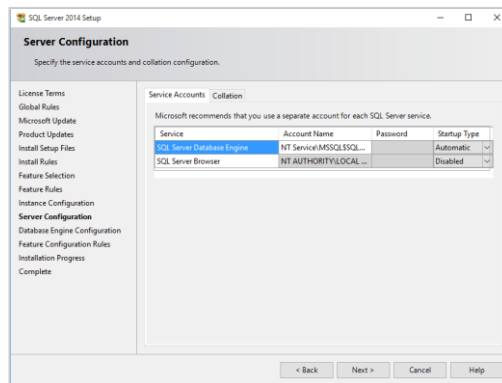 SQL Server 2014 Setup
Server Configuration
Specify the service accounts and collation configuration.
License Terms
Global Rules
Microsoft Update
Product Updates
Install Setup Files
Install Rules
Feature Selection
Feature Rules
Instance Configuration
Server Configuration
Database Engine Configuration
Feature Configuration Rules
Installation Progress
Complete
Service Accounts Collation
Microsoft recommends that you use a separate account for each SQL Server service.
Service Account Name Password Startup Type
SQL Server Database Engine NT Service\MSSQL$SQL... Automatic
SQL Server Browser NT AUTHORITY\LOCAL ... Disabled
< Back Next > Cancel Help